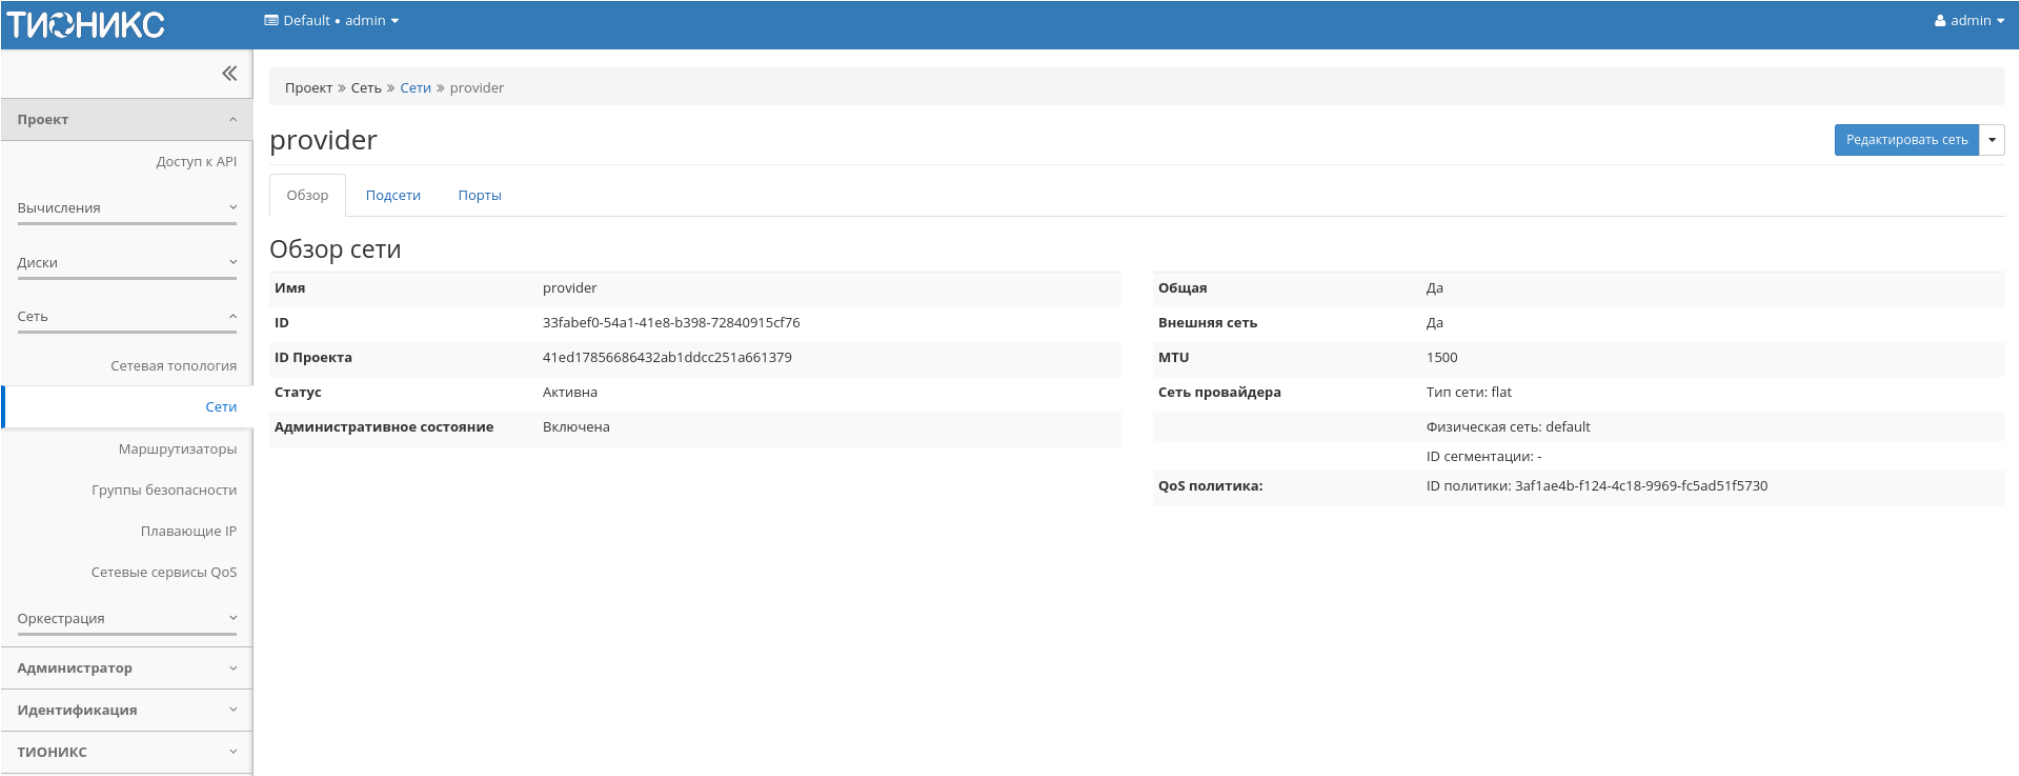 ТИОНИКС
Default • admin
admin
Проект
Доступ к API
Вычисления
Диски
Сеть
Сетевая топология
Сети
Маршрутизаторы
Группы безопасности
Плавающие IP
Сетевые сервисы QoS
Оркестрация
Администратор
Идентификация
ТИОНИКС
Проект » Сеть » Сети » provider
provider
Редактировать сеть
Обзор Подсети Порты
Обзор сети
Имя provider
ID 33fabef0-54a1-41e8-b398-72840915cf76
ID Проекта 41ed17856686432ab1ddcc251a661379
Статус Активна
Административное состояние Включена
Общая Да
Внешняя сеть Да
MTU 1500
Сеть провайдера Тип сети: flat
Физическая сеть: default
ID сегментации: -
QoS политика: ID политики: 3af1ae4b-f124-4c18-9969-fc5ad51f5730